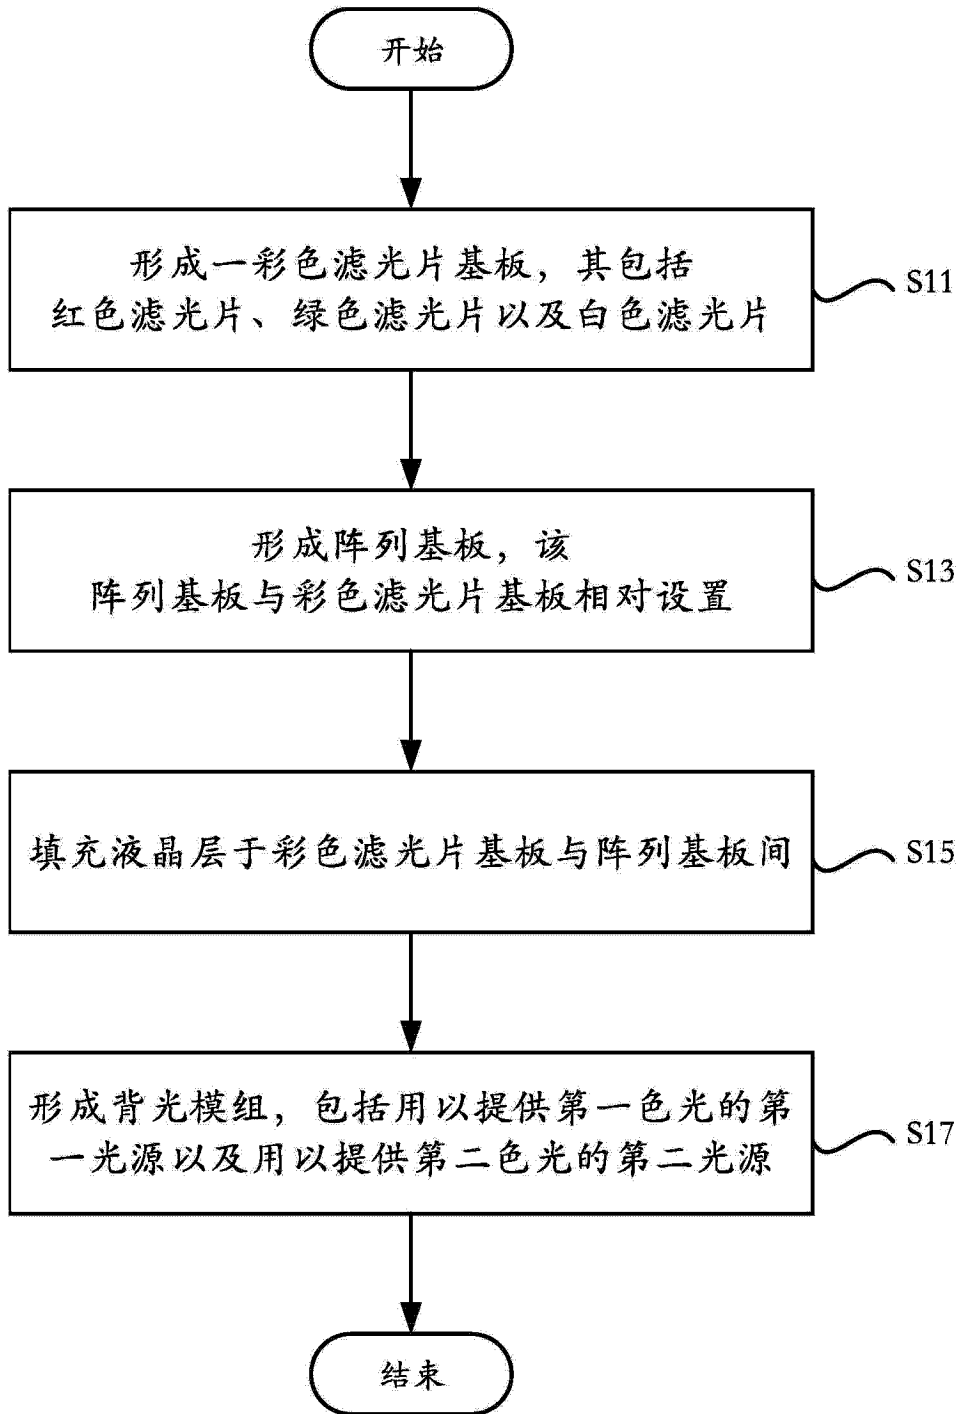 开始
形成一彩色滤光片基板，其包括
红色滤光片、绿色滤光片以及白色滤光片
S11
形成阵列基板，该
阵列基板与彩色滤光片基板相对设置
S13
填充液晶层于彩色滤光片基板与阵列基板间
S15
形成背光模组，包括用以提供第一色光的第
一光源以及用以提供第二色光的第二光源
S17
结束